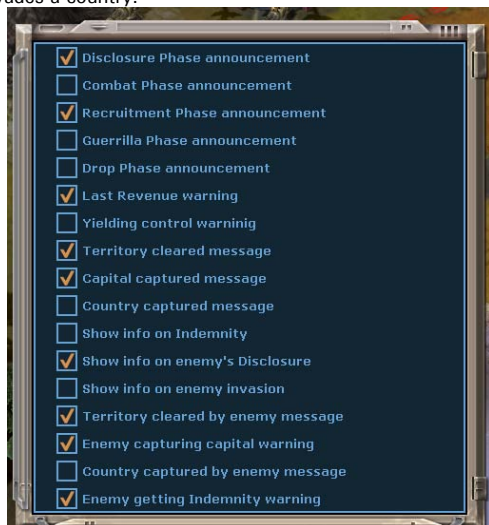 Disclosure Phase announcement
Combat Phase announcement
Recruitment Phase announcement
Guerrilla Phase announcement
Drop Phase announcement
Last Revenue warning
Yielding control warninig
Territory cleared message
Capital captured message
Country captured message
Show info on Indemnity
Show info on enemy's Disclosure
Show info on enemy invasion
Territory cleared by enemy message
Enemy capturing capital warning
Country captured by enemy message
Enemy getting Indemnity warning